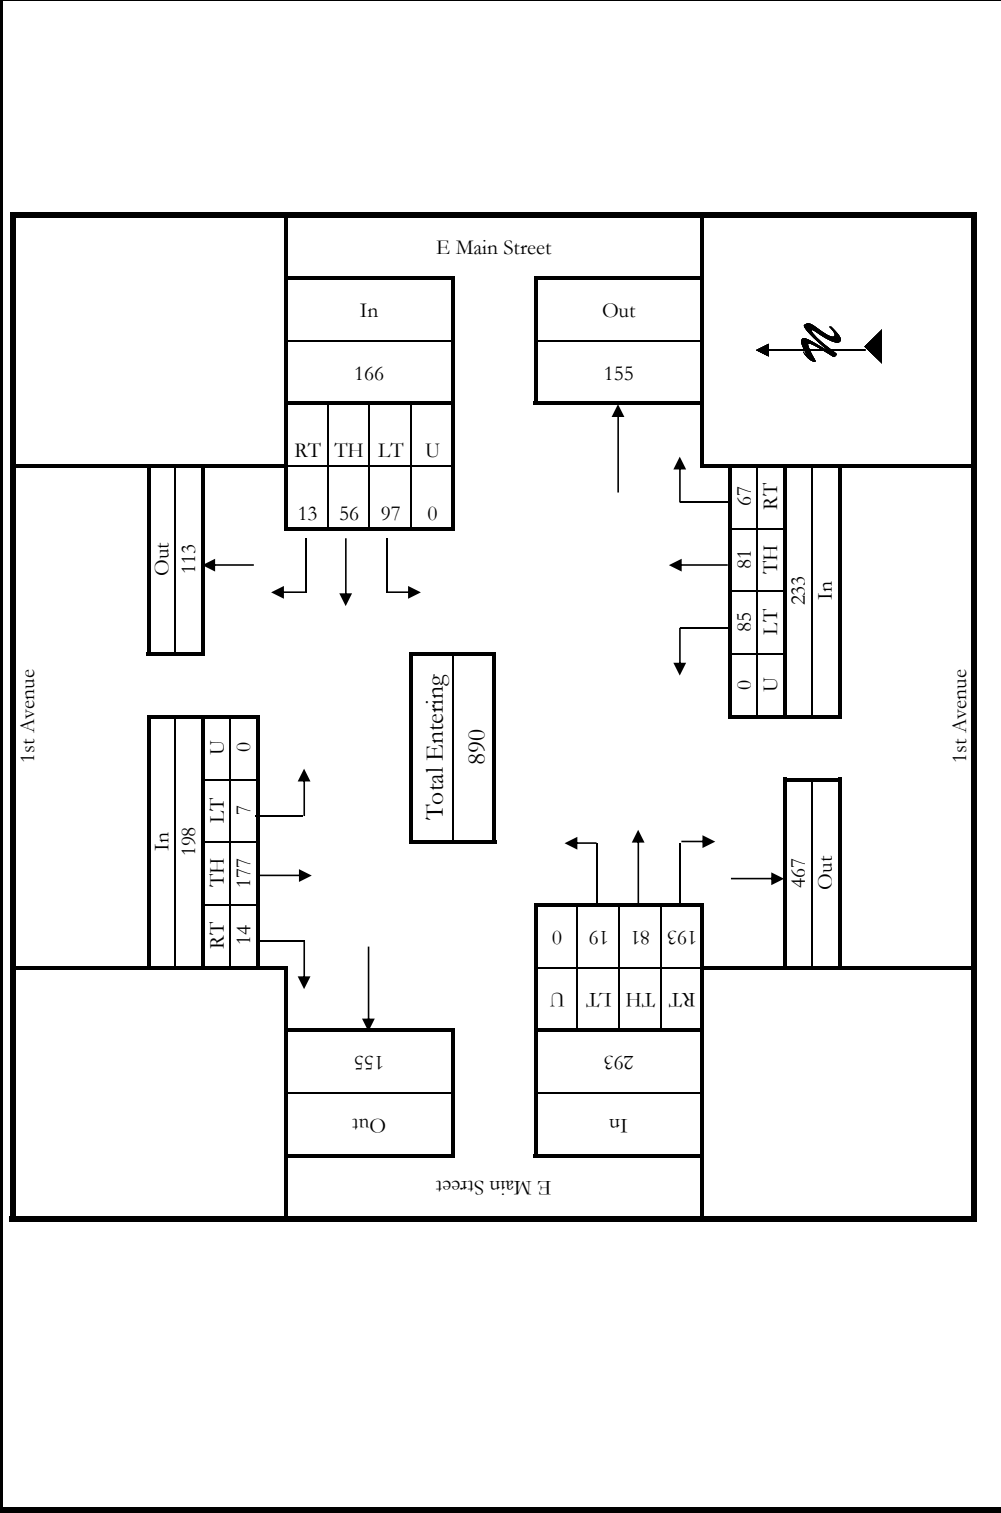 E Main Street
In
Out
166
155
RT TH LT U
13 56 97 0
Out
113
67 81 85 0
RT TH LT U
233
In
1st Avenue
1st Avenue
Total Entering
890
In
198
U LT TH RT
0 7 177 14
467
Out
0 19 81 193
U LT TH RT
155
293
Out
In
E Main Street